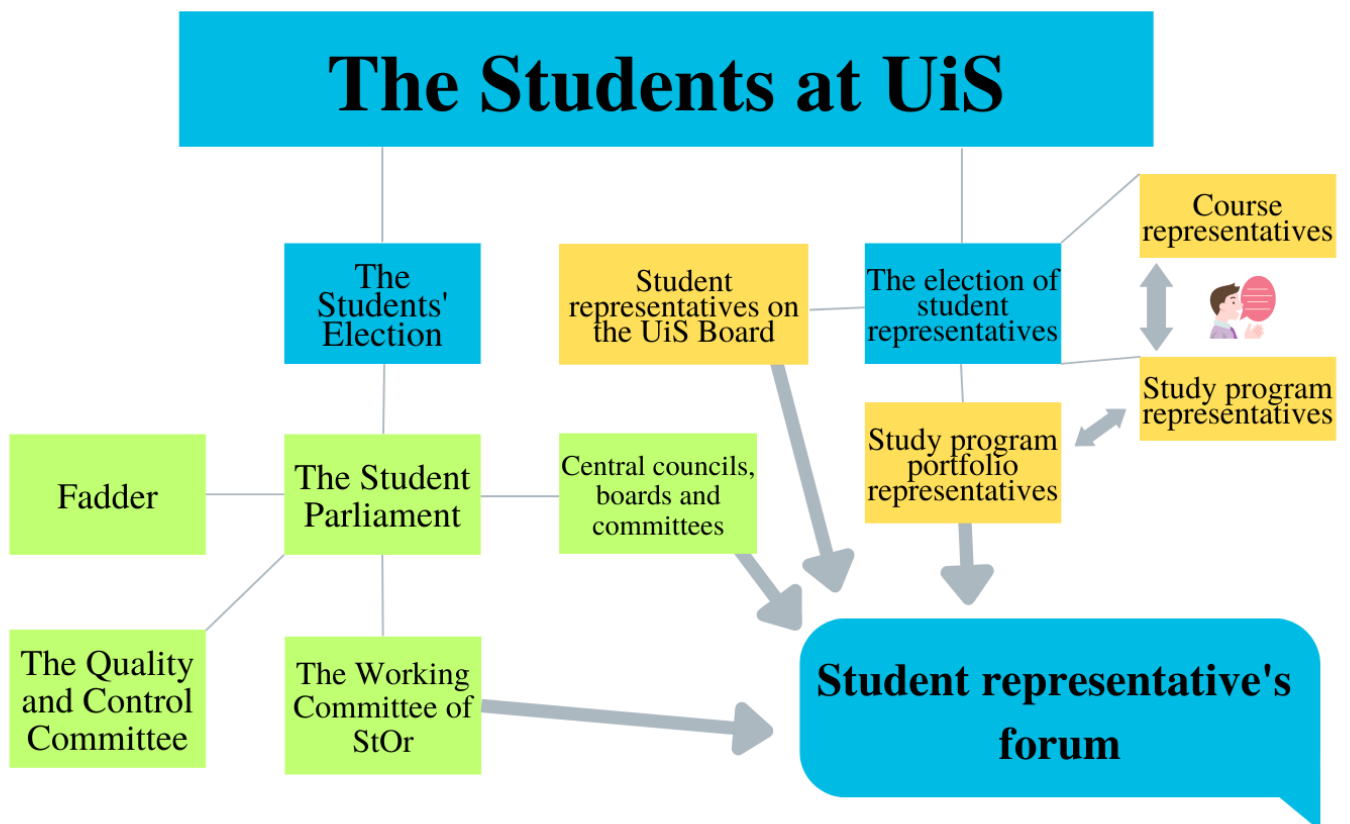 The Students at UiS
Course
representatives
The
Students'
Election
Student
representatives on
the UiS Board
The election of
student
representatives
Study program
representatives
Fadder
The Student
Parliament
Central councils,
boards and
committees
Study program
portfolio
representatives
The Quality
and Control
Committee
The Working
Committee of
StOr
Student representative's
forum